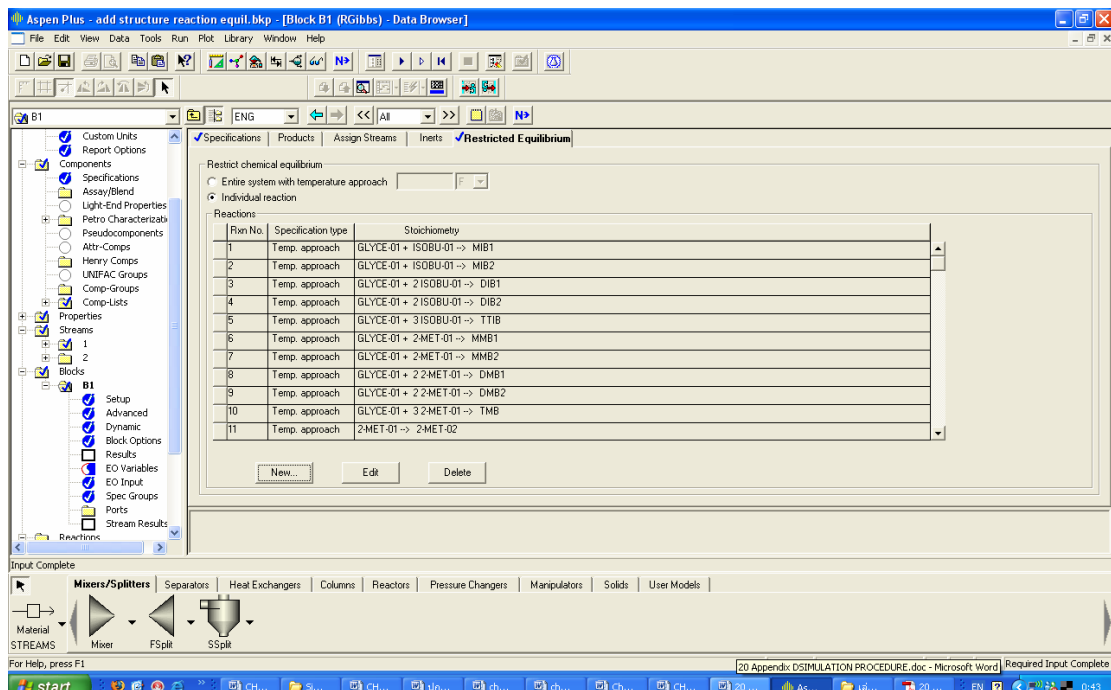 Aspen Plus - add structure reaction equil.bkp - [Block B1 (RGibbs) - Data Browser]
File Edit View Data Tools Run Plot Library Window Help
N>
B1 ENG << All >> N>
Custom Units
Report Options
Components
Specifications
Assay/Blend
Light-End Properties
Petro Characterizati
Pseudocomponents
Attr-Comps
Henry Comps
UNIFAC Groups
Comp-Groups
Comp-Lists
Properties
Streams
1
2
Blocks
B1
Setup
Advanced
Dynamic
Block Options
Results
EO Variables
EO Input
Spec Groups
Ports
Stream Results
Reactions
Specifications Products Assign Streams Inerts Restricted Equilibrium
Restrict chemical equilibrium
Entire system with temperature approach F
Individual reaction
Reactions
Rxn No. Specification type Stoichiometry
1 Temp. approach GLYCE-01 + ISOBU-01 --> MIB1
2 Temp. approach GLYCE-01 + ISOBU-01 --> MIB2
3 Temp. approach GLYCE-01 + 2 ISOBU-01 --> DIB1
4 Temp. approach GLYCE-01 + 2 ISOBU-01 --> DIB2
5 Temp. approach GLYCE-01 + 3 ISOBU-01 --> TTIB
6 Temp. approach GLYCE-01 + 2-MET-01 --> MMB1
7 Temp. approach GLYCE-01 + 2-MET-01 --> MMB2
8 Temp. approach GLYCE-01 + 2 2-MET-01 --> DMB1
9 Temp. approach GLYCE-01 + 2 2-MET-01 --> DMB2
10 Temp. approach GLYCE-01 + 3 2-MET-01 --> TMB
11 Temp. approach 2-MET-01 --> 2-MET-02
New... Edit Delete
Input Complete
Mixers/Splitters Separators Heat Exchangers Columns Reactors Pressure Changers Manipulators Solids User Models
Material
STREAMS Mixer FSplit SSplit
For Help, press F1
20 Appendix DSIMULATION PROCEDURE.doc - Microsoft Word Required Input Complete
start CH... Si... CH... ch... ch... Ch... Ch... 20 ... As... 20 ... EN 0:43